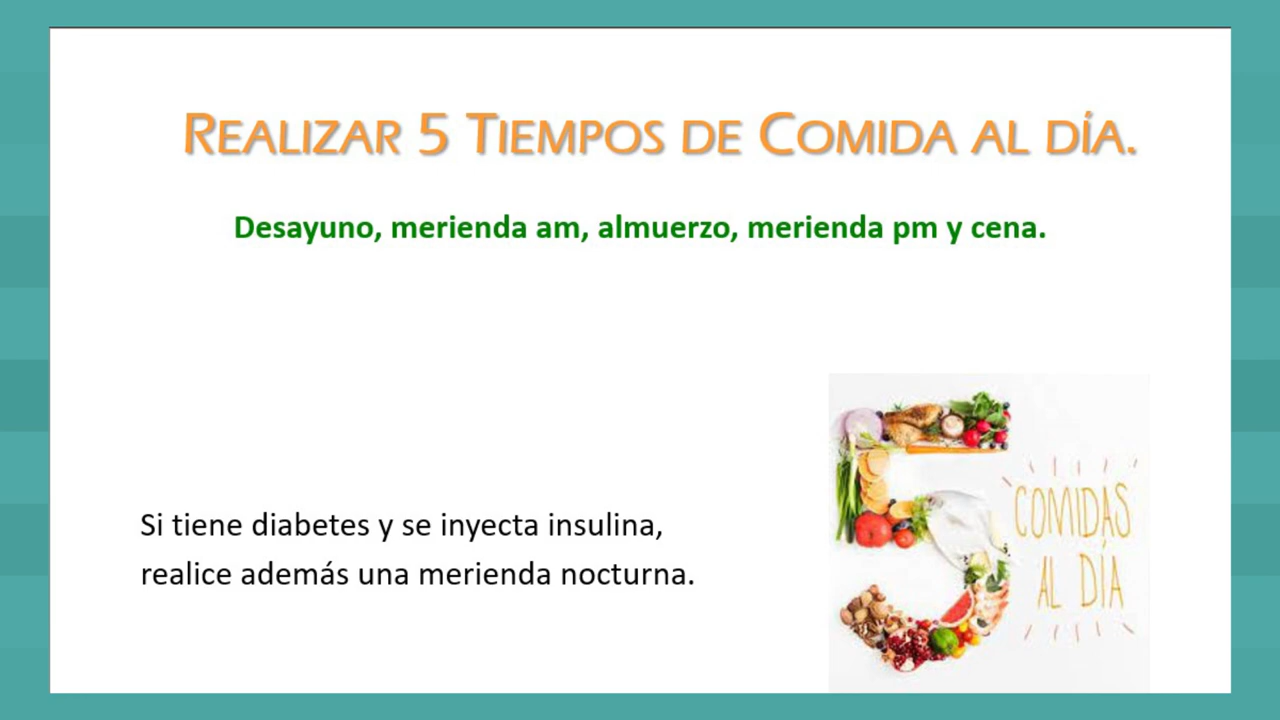 REALIZAR 5 TIEMPOS DE COMIDA AL DÍA.
Desayuno, merienda am, almuerzo, merienda pm y cena.
Si tiene diabetes y se inyecta insulina,
realice además una merienda nocturna.
5
COMIDAS
AL DÍA